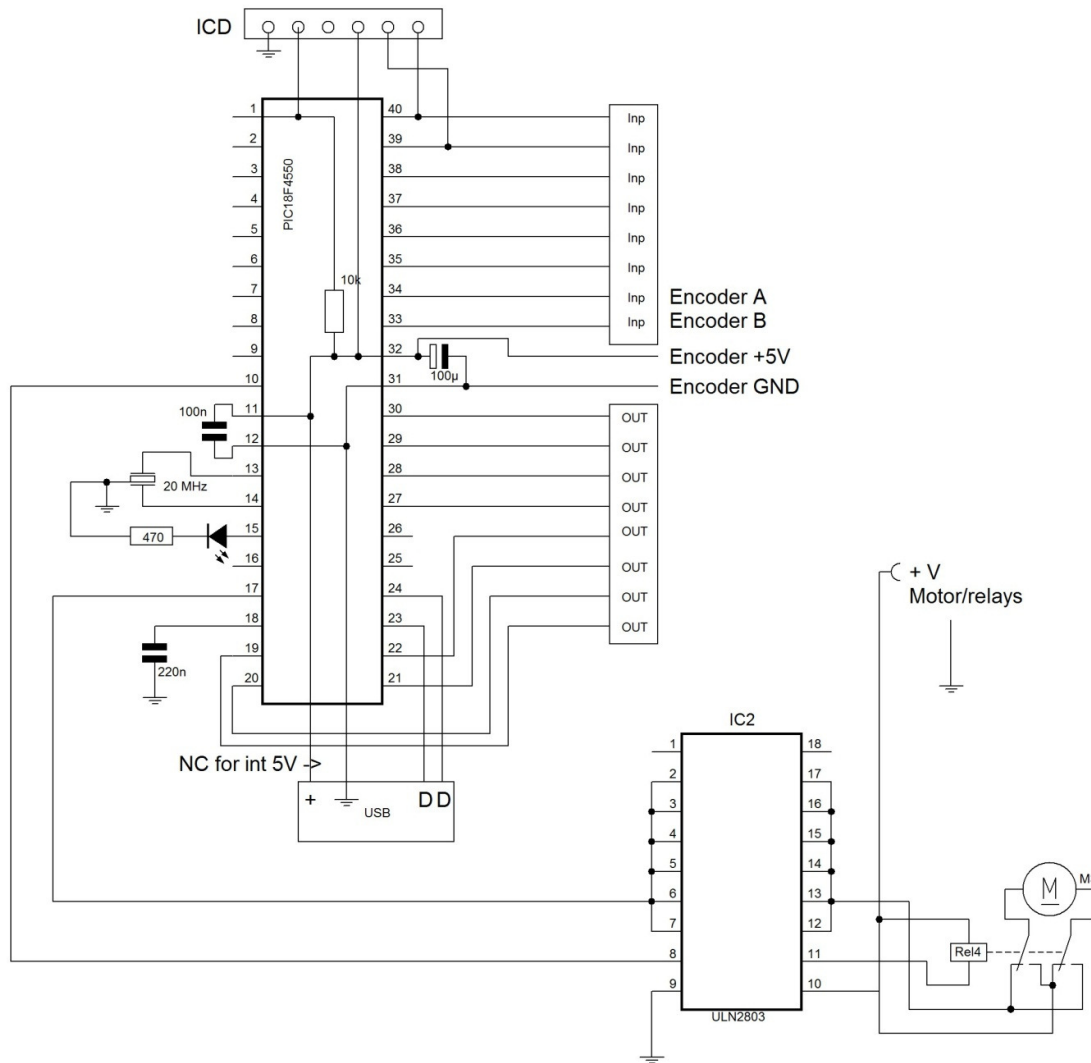 ICD
PIC18F4550
1
2
3
4
5
6
7
8
9
10
11
12
13
14
15
16
17
18
19
20
40
39
38
37
36
35
34
33
32
31
30
29
28
27
26
25
24
23
22
21
10k
100µ
100n
20 MHz
470
220n
Inp
Inp
Inp
Inp
Inp
Inp
Inp
Inp
Encoder A
Encoder B
Encoder +5V
Encoder GND
OUT
OUT
OUT
OUT
OUT
OUT
OUT
OUT
+ V
Motor/relays
NC for int 5V ->
+
D D
USB
IC2
1
2
3
4
5
6
7
8
9
18
17
16
15
14
13
12
11
10
ULN2803
Rel4
M
M